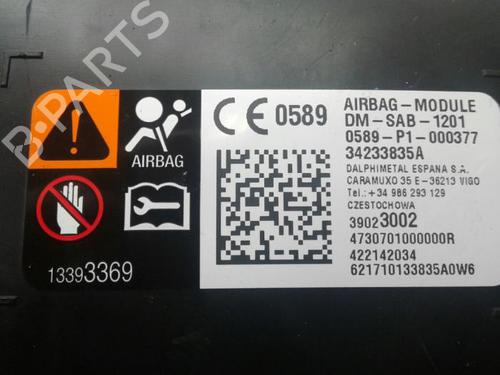 B-PARTS
AIRBAG
13393369
CE 0589
AIRBAG-MODULE
DM-SAB-1201
0589-P1-000377
34233835A
DALPHIMETAL ESPANA S.A.
CARAMUXO 35 E-36213 VIGO
Tel.: +34 986 293 129
CZESTOCHOWA
39023002
4730701000000R
422142034
621710133835A0W6